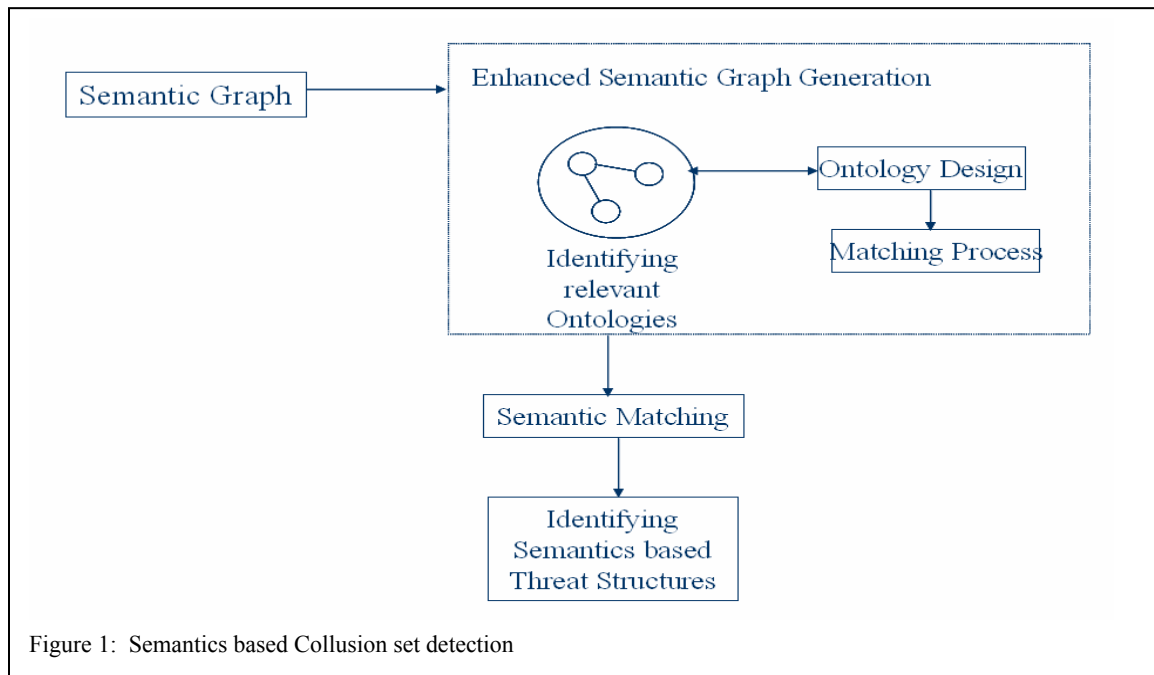 Semantic Graph
Enhanced Semantic Graph Generation
Ontology Design
Matching Process
Identifying
relevant
Ontologies
Semantic Matching
Identifying
Semantics based
Threat Structures
Figure 1:  Semantics based Collusion set detection